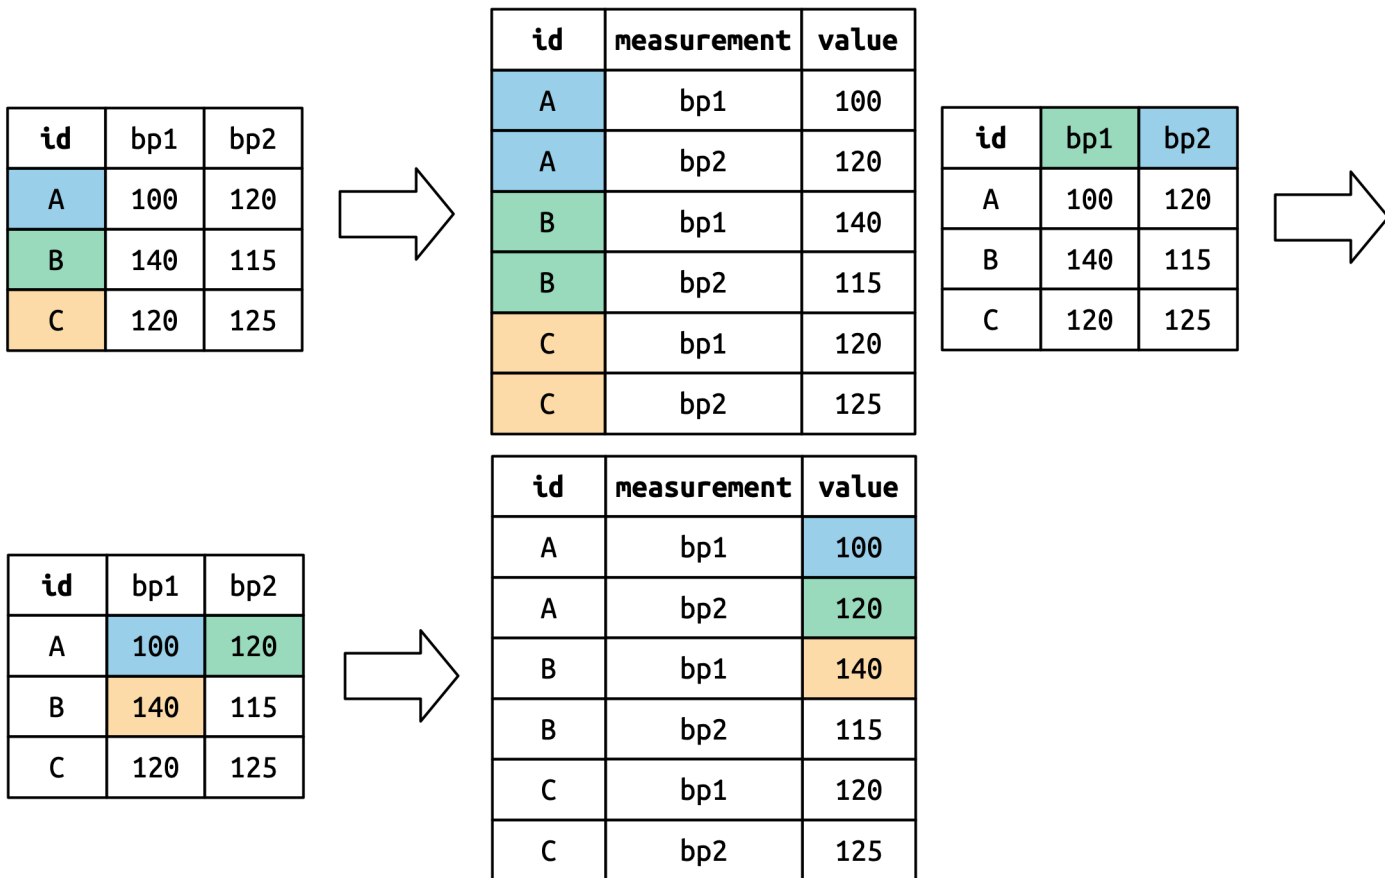 id bp1 bp2
A 100 120
B 140 115
C 120 125
id measurement value
A bp1 100
A bp2 120
B bp1 140
B bp2 115
C bp1 120
C bp2 125
id bp1 bp2
A 100 120
B 140 115
C 120 125
id bp1 bp2
A 100 120
B 140 115
C 120 125
id measurement value
A bp1 100
A bp2 120
B bp1 140
B bp2 115
C bp1 120
C bp2 125